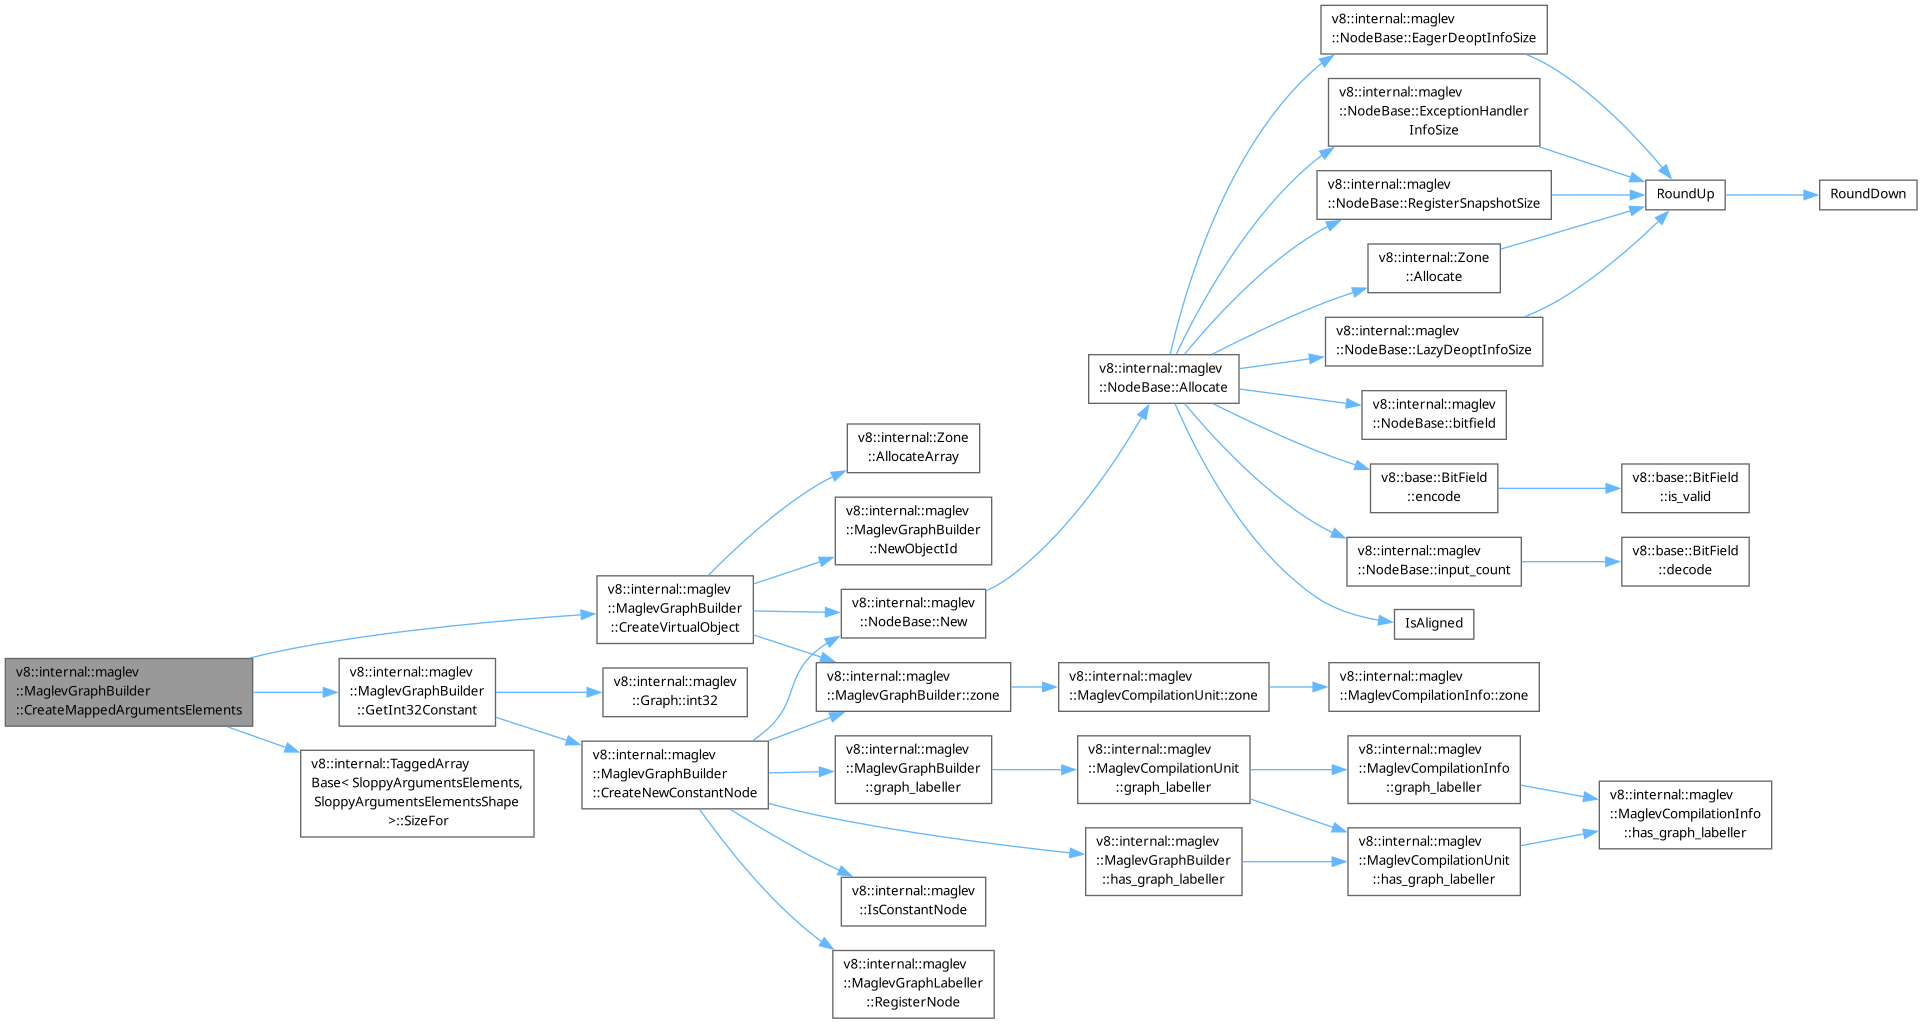 v8::internal::maglev
::MaglevGraphBuilder
::CreateMappedArgumentsElements
v8::internal::maglev
::MaglevGraphBuilder
::GetInt32Constant
v8::internal::TaggedArray
Base< SloppyArgumentsElements,
SloppyArgumentsElementsShape
>::SizeFor
v8::internal::maglev
::MaglevGraphBuilder
::CreateVirtualObject
v8::internal::maglev
::Graph::int32
v8::internal::maglev
::MaglevGraphBuilder
::CreateNewConstantNode
v8::internal::Zone
::AllocateArray
v8::internal::maglev
::MaglevGraphBuilder
::NewObjectId
v8::internal::maglev
::NodeBase::New
v8::internal::maglev
::MaglevGraphBuilder::zone
v8::internal::maglev
::MaglevGraphBuilder
::graph_labeller
v8::internal::maglev
::IsConstantNode
v8::internal::maglev
::MaglevGraphLabeller
::RegisterNode
v8::internal::maglev
::NodeBase::Allocate
v8::internal::maglev
::MaglevCompilationUnit::zone
v8::internal::maglev
::MaglevCompilationUnit
::graph_labeller
v8::internal::maglev
::MaglevGraphBuilder
::has_graph_labeller
v8::internal::maglev
::NodeBase::EagerDeoptInfoSize
v8::internal::maglev
::NodeBase::ExceptionHandler
InfoSize
v8::internal::maglev
::NodeBase::RegisterSnapshotSize
v8::internal::Zone
::Allocate
v8::internal::maglev
::NodeBase::LazyDeoptInfoSize
v8::internal::maglev
::NodeBase::bitfield
v8::base::BitField
::encode
v8::internal::maglev
::NodeBase::input_count
IsAligned
v8::internal::maglev
::MaglevCompilationInfo::zone
v8::internal::maglev
::MaglevCompilationInfo
::graph_labeller
v8::internal::maglev
::MaglevCompilationUnit
::has_graph_labeller
RoundUp
RoundDown
v8::base::BitField
::is_valid
v8::base::BitField
::decode
v8::internal::maglev
::MaglevCompilationInfo
::has_graph_labeller